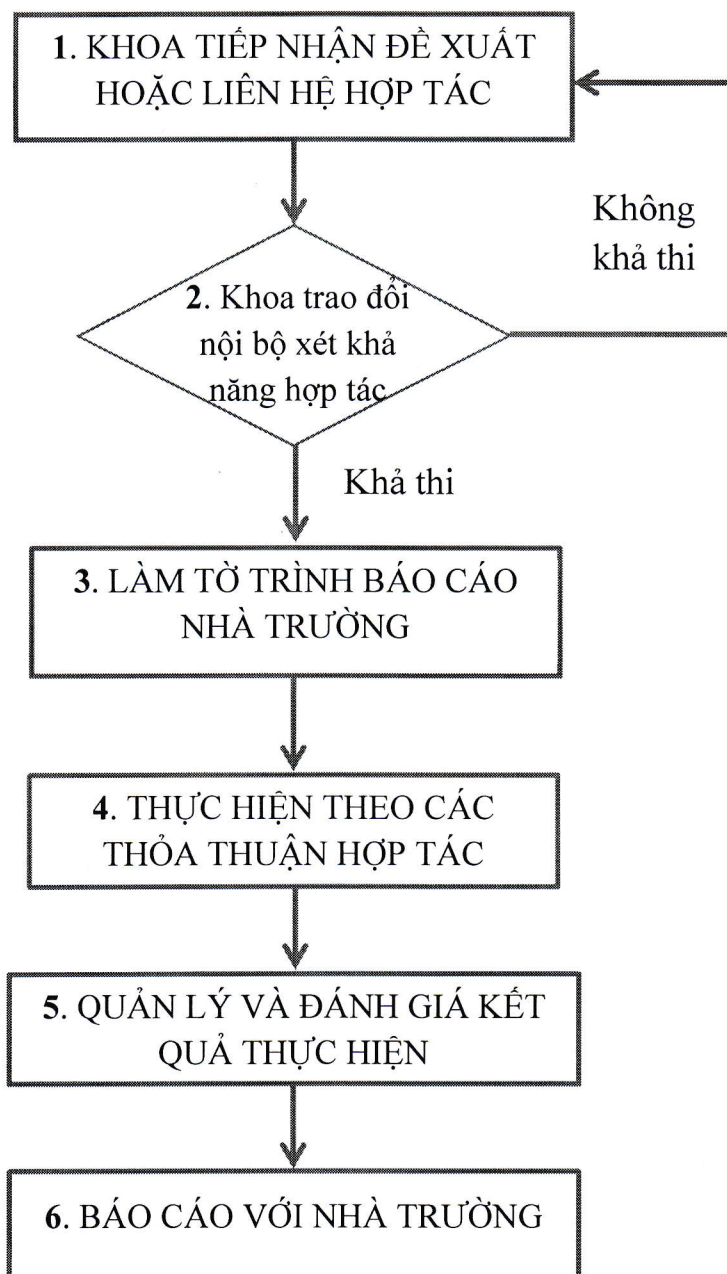 1. KHOA TIẾP NHẬN ĐỀ XUẤT
HOẶC LIÊN HỆ HỢP TÁC
Không
khả thi
2. Khoa trao đổi
nội bộ xét khả
năng hợp tác
Khả thi
3. LÀM TỜ TRÌNH BÁO CÁO
NHÀ TRƯỜNG
4. THỰC HIỆN THEO CÁC
THỎA THUẬN HỢP TÁC
5. QUẢN LÝ VÀ ĐÁNH GIÁ KẾT
QUẢ THỰC HIỆN
6. BÁO CÁO VỚI NHÀ TRƯỜNG